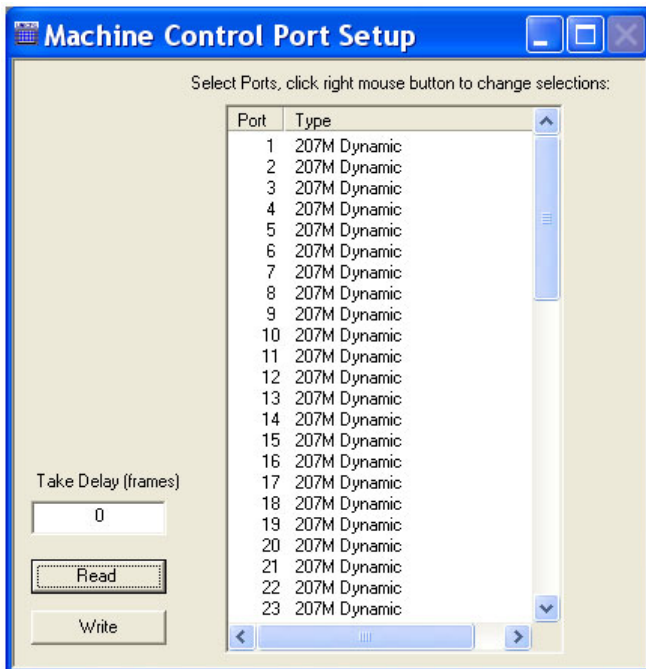 Machine Control Port Setup
Select Ports, click right mouse button to change selections:
Port Type
1 207M Dynamic
2 207M Dynamic
3 207M Dynamic
4 207M Dynamic
5 207M Dynamic
6 207M Dynamic
7 207M Dynamic
8 207M Dynamic
9 207M Dynamic
10 207M Dynamic
11 207M Dynamic
12 207M Dynamic
13 207M Dynamic
14 207M Dynamic
15 207M Dynamic
16 207M Dynamic
17 207M Dynamic
18 207M Dynamic
19 207M Dynamic
20 207M Dynamic
21 207M Dynamic
22 207M Dynamic
23 207M Dynamic
Take Delay (frames)
0
Read
Write